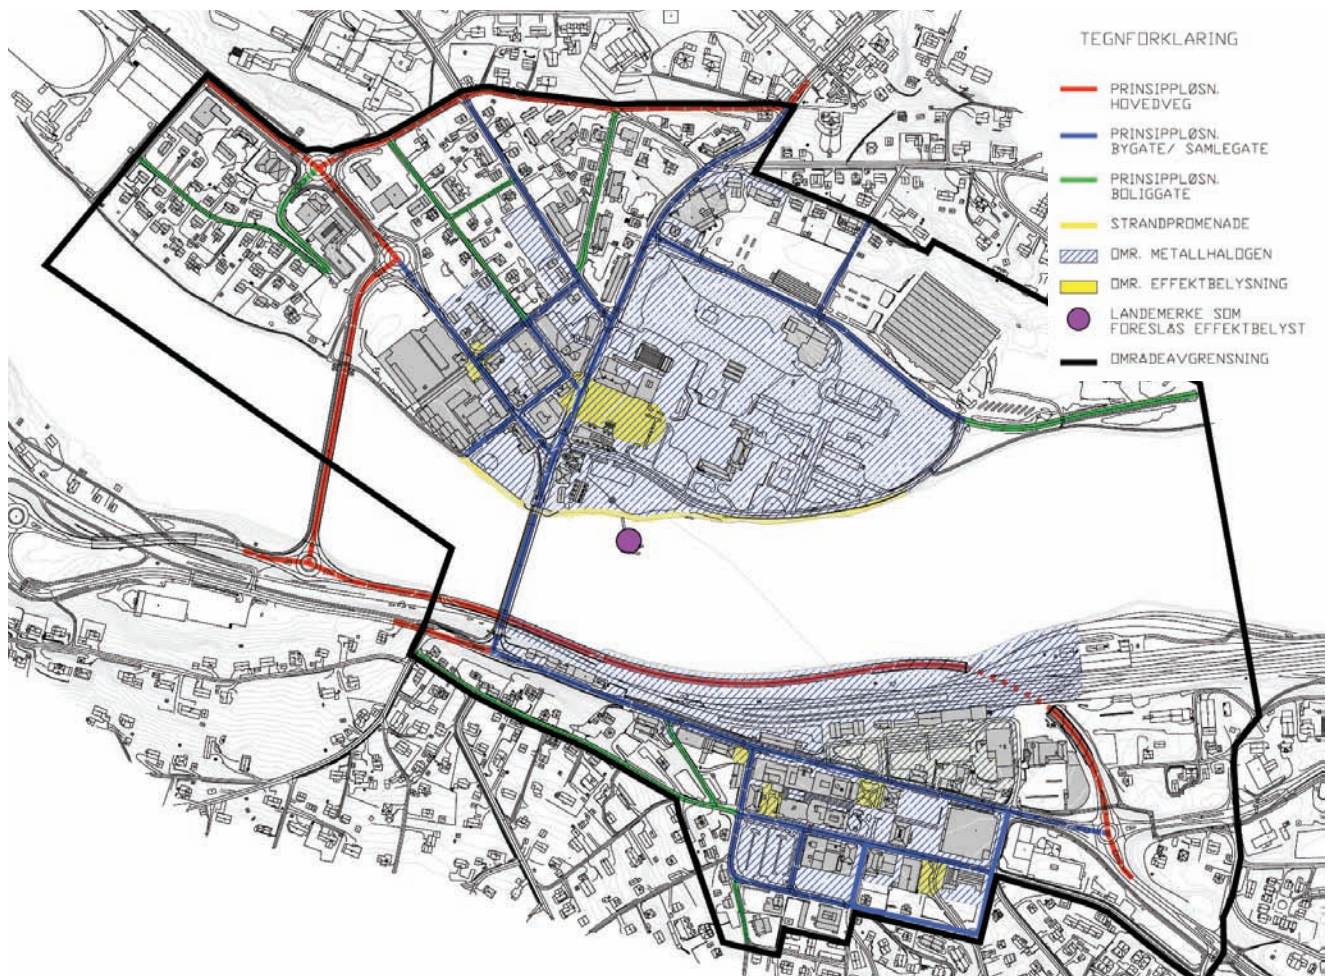 TEGNFORKLARING
PRINSIPPLØSN.
HOVEDVEG
PRINSIPPLØSN.
BYGATE/ SAMLEGATE
PRINSIPPLØSN.
BOLIGGATE
STRANDPROMENADE
OMR. METALLHALOGEN
OMR. EFFEKTBELYSNING
LANDEMERKE SOM
FORESLÅS EFFEKTBELYST
OMRÅDEAVGRENSNING